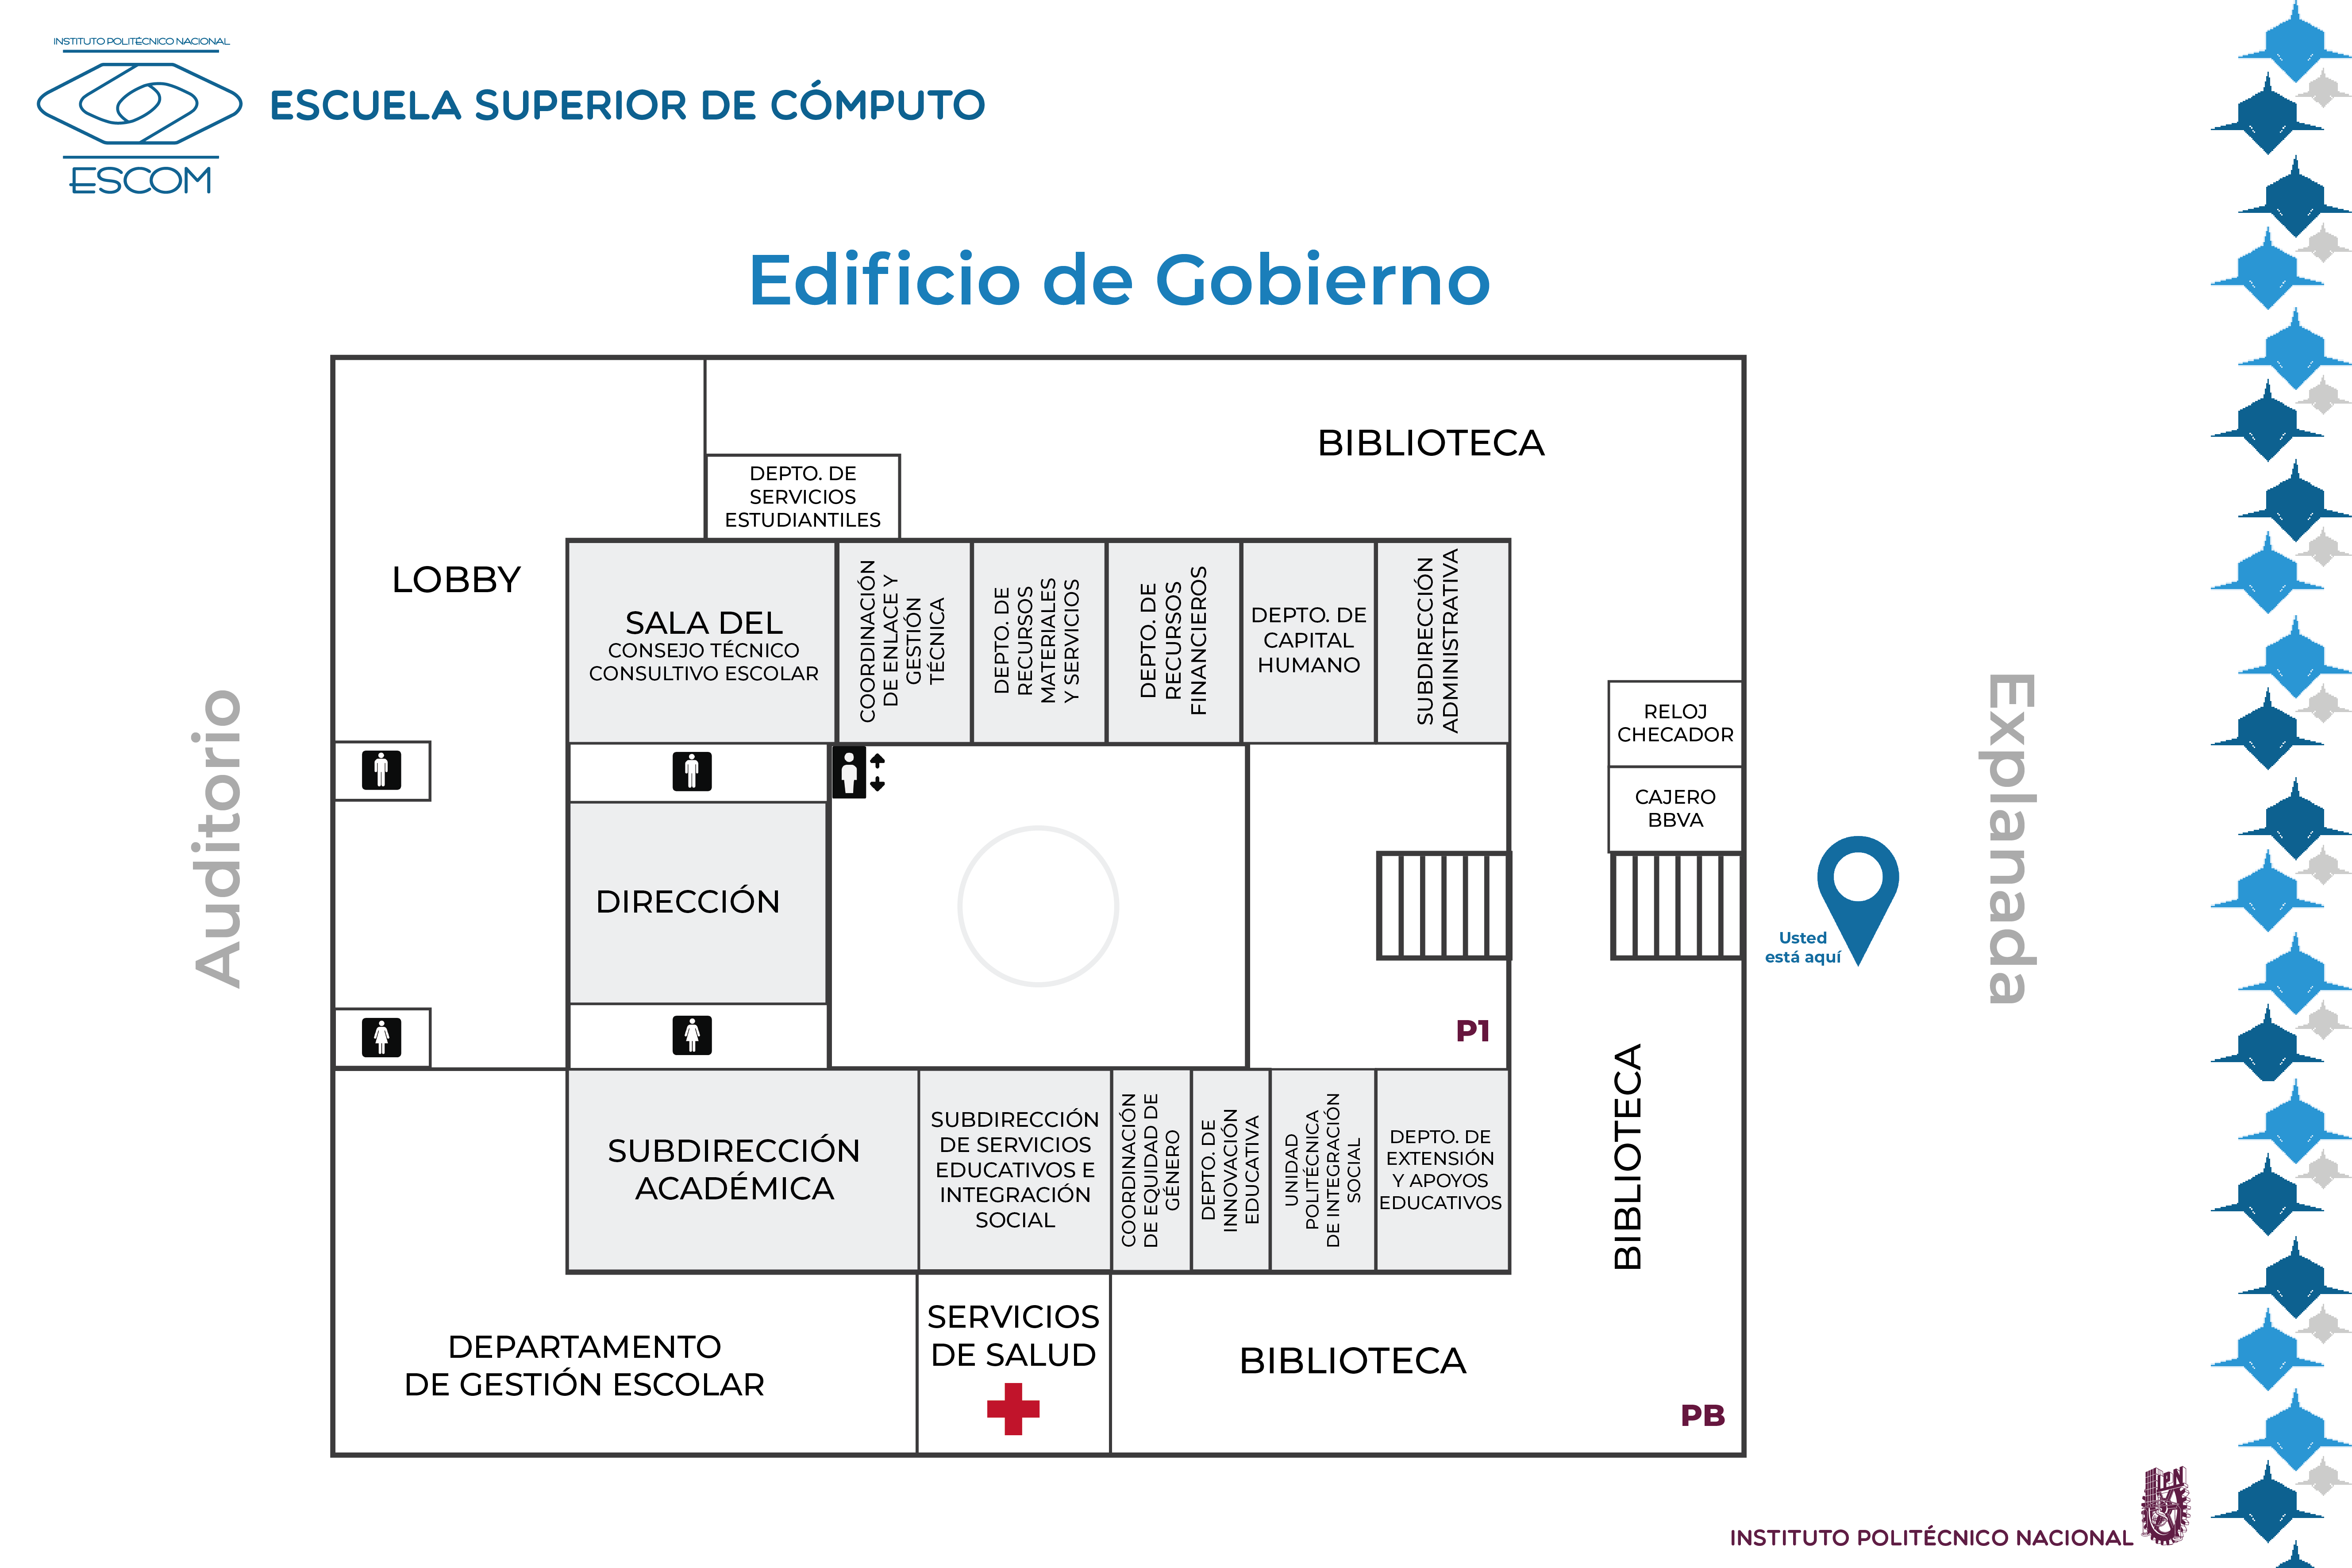 INSTITUTO POLITÉCNICO NACIONAL
ESCOM
ESCUELA SUPERIOR DE CÓMPUTO
Edificio de Gobierno
BIBLIOTECA
DEPTO. DE
SERVICIOS
ESTUDIANTILES
LOBBY
SALA DEL
CONSEJO TÉCNICO
CONSULTIVO ESCOLAR
COORDINACIÓN
DE ENLACE Y
GESTIÓN
TÉCNICA
DEPTO. DE
RECURSOS
MATERIALES
Y SERVICIOS
DEPTO. DE
RECURSOS
FINANCIEROS
DEPTO. DE
CAPITAL
HUMANO
SUBDIRECCIÓN
ADMINISTRATIVA
RELOJ
CHECADOR
CAJERO
BBVA
Auditorio
Explanada
DIRECCIÓN
Usted
está aquí
P1
BIBLIOTECA
SUBDIRECCIÓN
ACADÉMICA
SUBDIRECCIÓN
DE SERVICIOS
EDUCATIVOS E
INTEGRACIÓN
SOCIAL
COORDINACIÓN
DE EQUIDAD DE
GÉNERO
DEPTO. DE
INNOVACIÓN
EDUCATIVA
UNIDAD
POLITÉCNICA
DE INTEGRACIÓN
SOCIAL
DEPTO. DE
EXTENSIÓN
Y APOYOS
EDUCATIVOS
DEPARTAMENTO
DE GESTIÓN ESCOLAR
SERVICIOS
DE SALUD
BIBLIOTECA
PB
IPN
INSTITUTO POLITÉCNICO NACIONAL